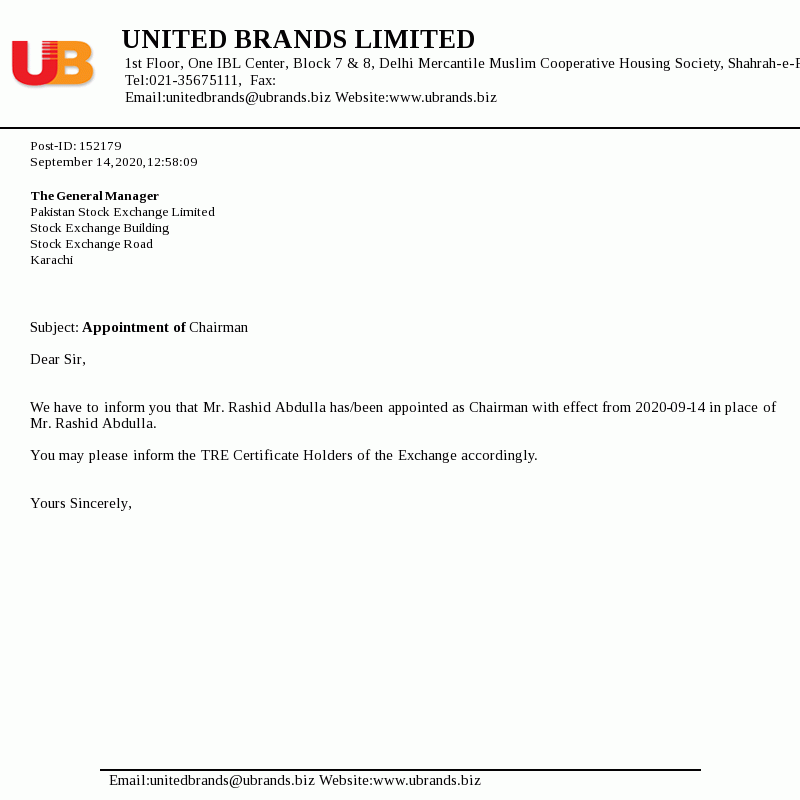 UB
UNITED BRANDS LIMITED
1st Floor, One IBL Center, Block 7 & 8, Delhi Mercantile Muslim Cooperative Housing Society, Shahrah-e-F
Tel:021-35675111, Fax:
Email:unitedbrands@ubrands.biz Website:www.ubrands.biz
Post-ID: 152179
September 14,2020,12:58:09
The General Manager
Pakistan Stock Exchange Limited
Stock Exchange Building
Stock Exchange Road
Karachi
Subject: Appointment of Chairman
Dear Sir,
We have to inform you that Mr. Rashid Abdulla has/been appointed as Chairman with effect from 2020-09-14 in place of
Mr. Rashid Abdulla.
You may please inform the TRE Certificate Holders of the Exchange accordingly.
Yours Sincerely,
Email:unitedbrands@ubrands.biz Website:www.ubrands.biz